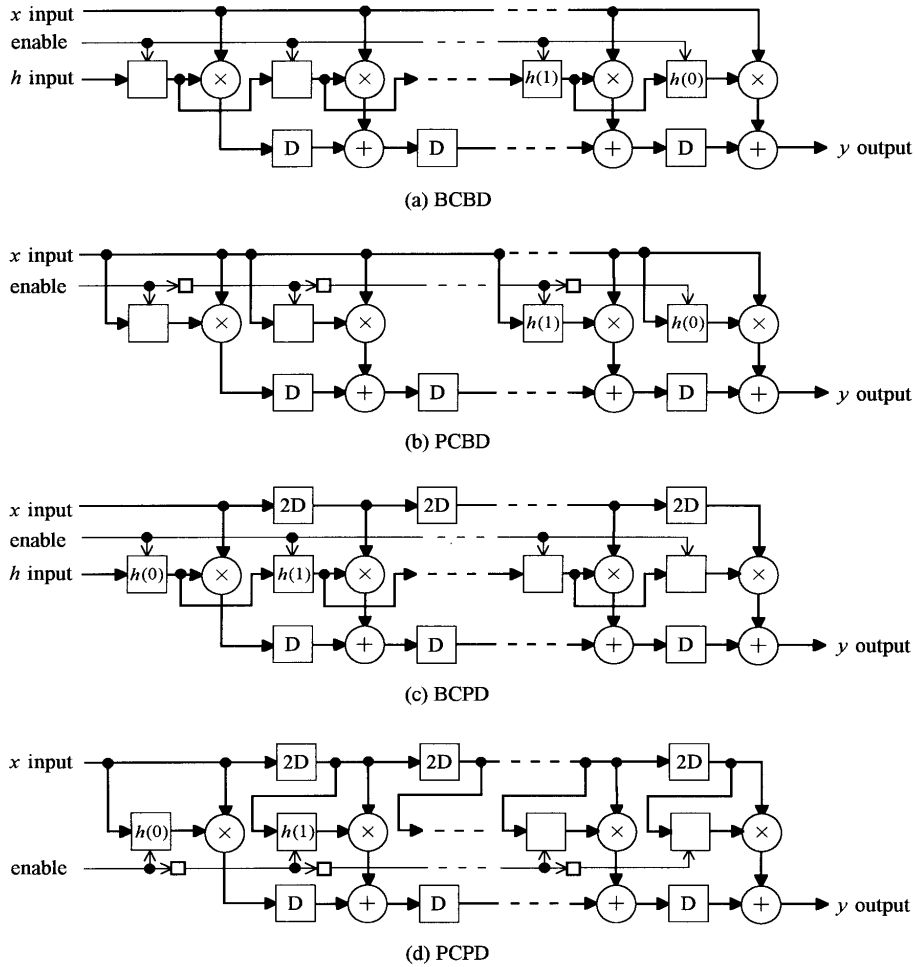 x input
enable
h input
h(1)
h(0)
×
×
×
×
D
+
D
+
D
+
y output
(a) BCBD
x input
enable
h(1)
h(0)
×
×
×
×
D
+
D
+
D
+
y output
(b) PCBD
x input
2D
2D
2D
enable
h input
h(0)
×
h(1)
×
×
×
D
+
D
+
D
+
y output
(c) BCPD
x input
2D
2D
2D
h(0)
×
h(1)
×
×
×
enable
D
+
D
+
D
+
y output
(d) PCPD